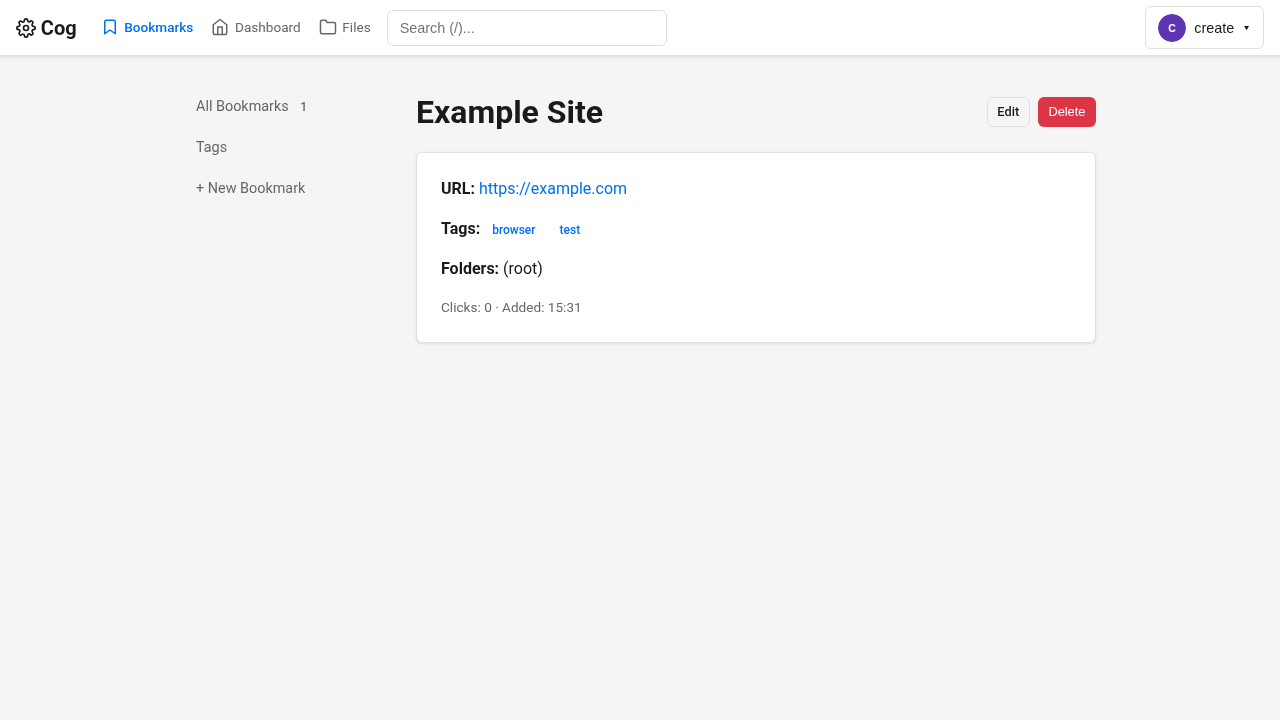 Cog Bookmarks Dashboard Files Search (/)... C create ▾
All Bookmarks 1
Tags
+ New Bookmark
Example Site Edit Delete
URL: https://example.com
Tags: browser test
Folders: (root)
Clicks: 0 · Added: 15:31